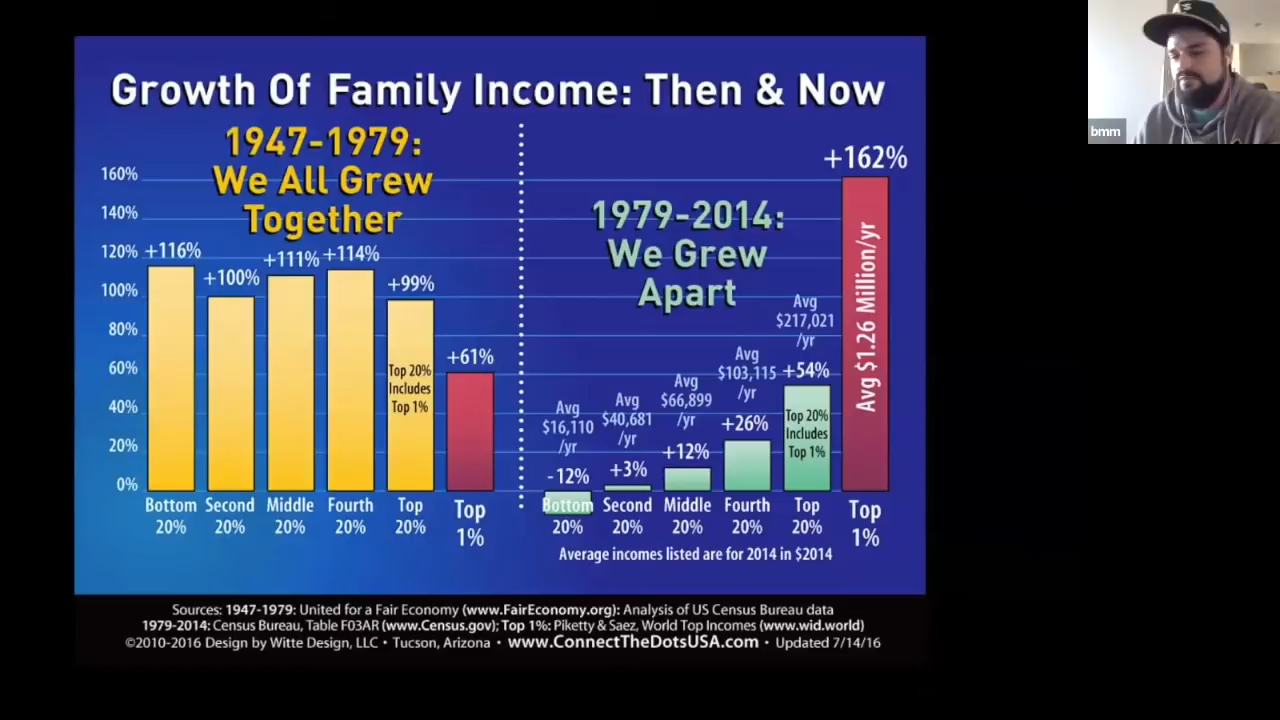 Growth Of Family Income: Then & Now
1947-1979:
We All Grew
Together
160%
140%
120%
100%
80%
60%
40%
20%
0%
+116%
+100%
+111%
+114%
+99%
+61%
Top 20%
Includes
Top 1%
Bottom
20%
Second
20%
Middle
20%
Fourth
20%
Top
20%
Top
1%
1979-2014:
We Grew
Apart
Avg
$16,110
/yr
-12%
Avg
$40,681
/yr
+3%
Avg
$66,899
/yr
+12%
Avg
$103,115
/yr
+26%
Avg
$217,021
/yr
+54%
Top 20%
Includes
Top 1%
+162%
Avg $1.26 Million/yr
Bottom
20%
Second
20%
Middle
20%
Fourth
20%
Top
20%
Top
1%
Average incomes listed are for 2014 in $2014
Sources: 1947-1979: United for a Fair Economy (www.FairEconomy.org): Analysis of US Census Bureau data
1979-2014: Census Bureau, Table F03AR (www.Census.gov); Top 1%: Piketty & Saez, World Top Incomes (www.wid.world)
©2010-2016 Design by Witte Design, LLC • Tucson, Arizona • www.ConnectTheDotsUSA.com • Updated 7/14/16
bmm